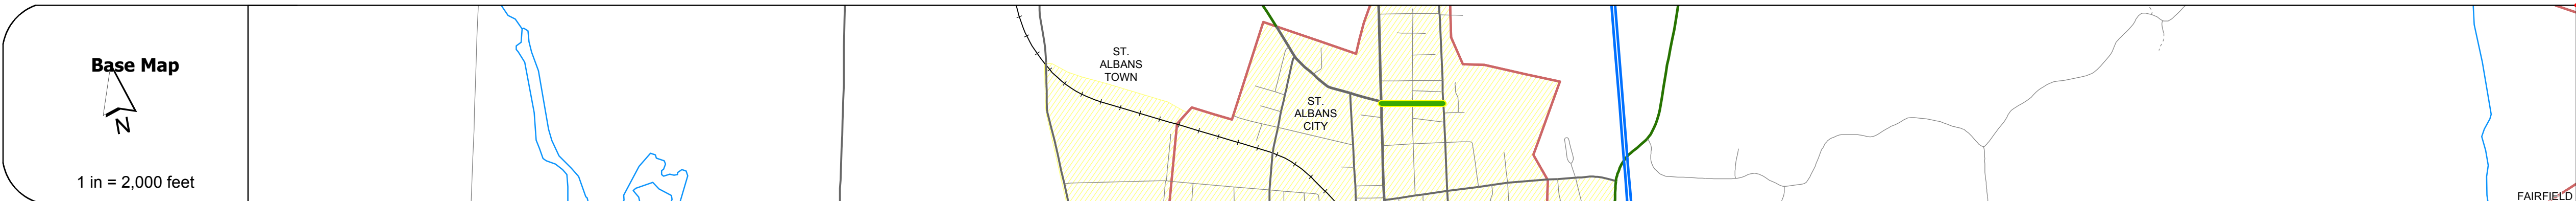 Base Map
N
1 in = 2,000 feet
ST.
ALBANS
TOWN
ST.
ALBANS
CITY
FAIRFIELD